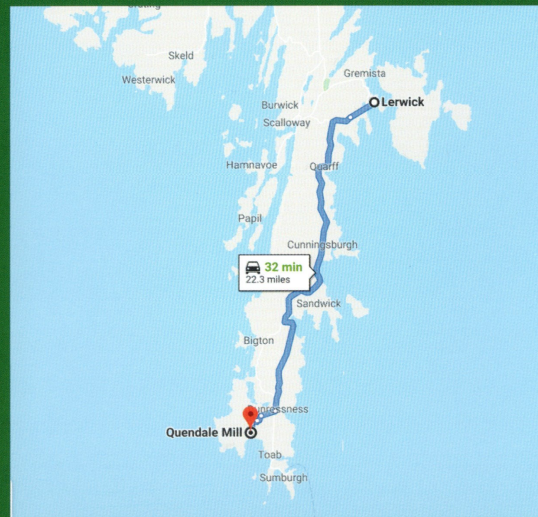 Skeld
Westerwick
Gremista
Burwick
Lerwick
Scalloway
Hamnavoe
Quarff
Papil
Cunningsburgh
32 min
22.3 miles
Sandwick
Bigton
Quendale Mill
Toab
Sumburgh